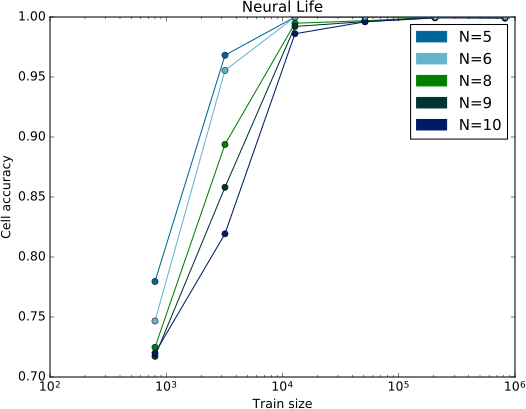 Neural Life
1.00
0.95
0.90
0.85
0.80
0.75
0.70
Cell accuracy
N=5
N=6
N=8
N=9
N=10
10² 10³ 10⁴ 10⁵ 10⁶
Train size